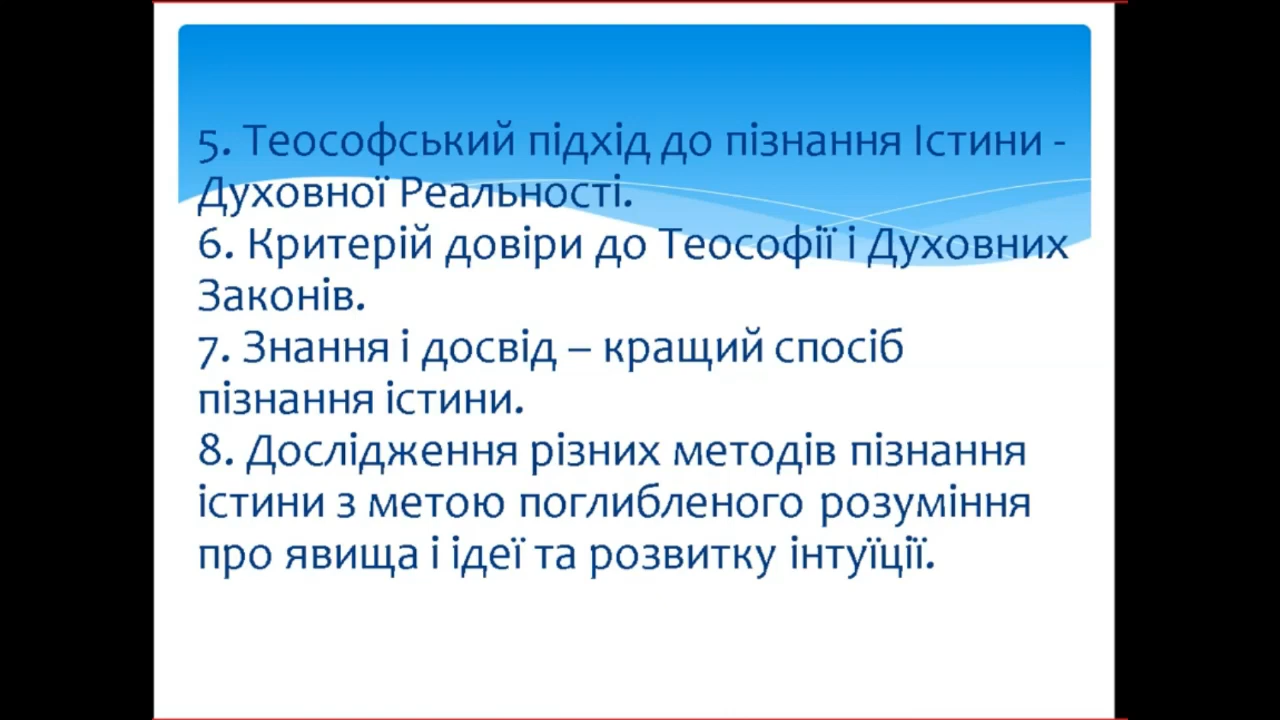 5. Теософський підхід до пізнання Істини -
Духовної Реальності.
6. Критерій довіри до Теософії і Духовних
Законів.
7. Знання і досвід – кращий спосіб
пізнання істини.
8. Дослідження різних методів пізнання
істини з метою поглибленого розуміння
про явища і ідеї та розвитку інтуїції.